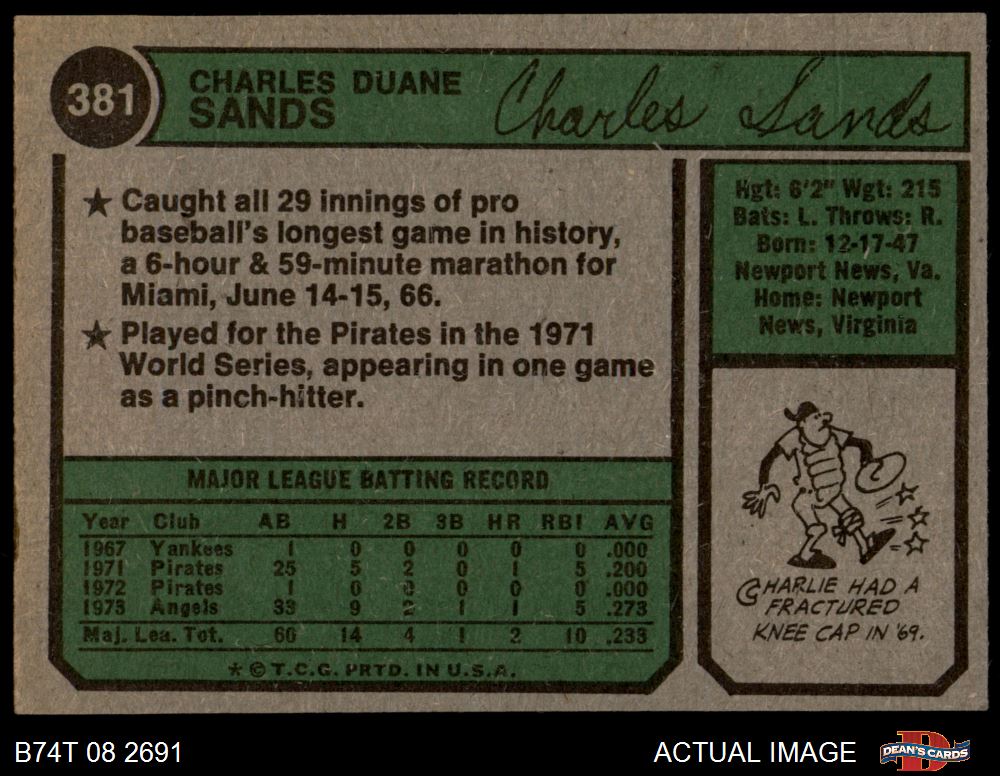 381
CHARLES DUANE
SANDS
Charles Sands
★ Caught all 29 innings of pro
baseball's longest game in history,
a 6-hour & 59-minute marathon for
Miami, June 14-15, 66.
★ Played for the Pirates in the 1971
World Series, appearing in one game
as a pinch-hitter.
Hgt: 6'2" Wgt: 215
Bats: L. Throws: R.
Born: 12-17-47
Newport News, Va.
Home: Newport
News, Virginia
MAJOR LEAGUE BATTING RECORD
Year Club AB H 2B 3B HR RBI AVG
1967 Yankees 1 0 0 0 0 0 .000
1971 Pirates 25 5 2 0 1 5 .200
1972 Pirates 1 0 0 0 0 0 .000
1973 Angels 33 9 2 1 1 5 .273
Maj. Lea. Tot. 60 14 4 1 2 10 .233
* © T.C.G. PRTD. IN U.S.A.
CHARLIE HAD A
FRACTURED
KNEE CAP IN '69.
B74T 08 2691
ACTUAL IMAGE
DEAN'S CARDS